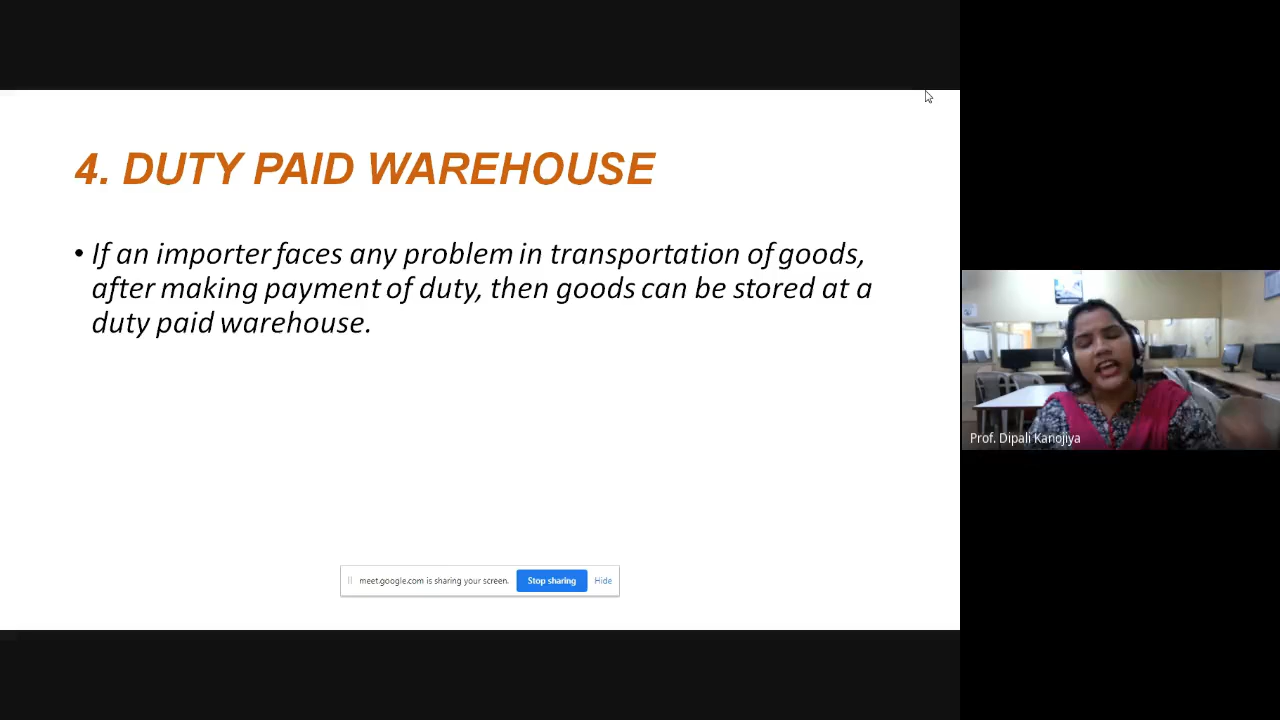 4. DUTY PAID WAREHOUSE
• If an importer faces any problem in transportation of goods,
after making payment of duty, then goods can be stored at a
duty paid warehouse.
meet.google.com is sharing your screen. Stop sharing Hide
Prof. Dipali Kanojiya